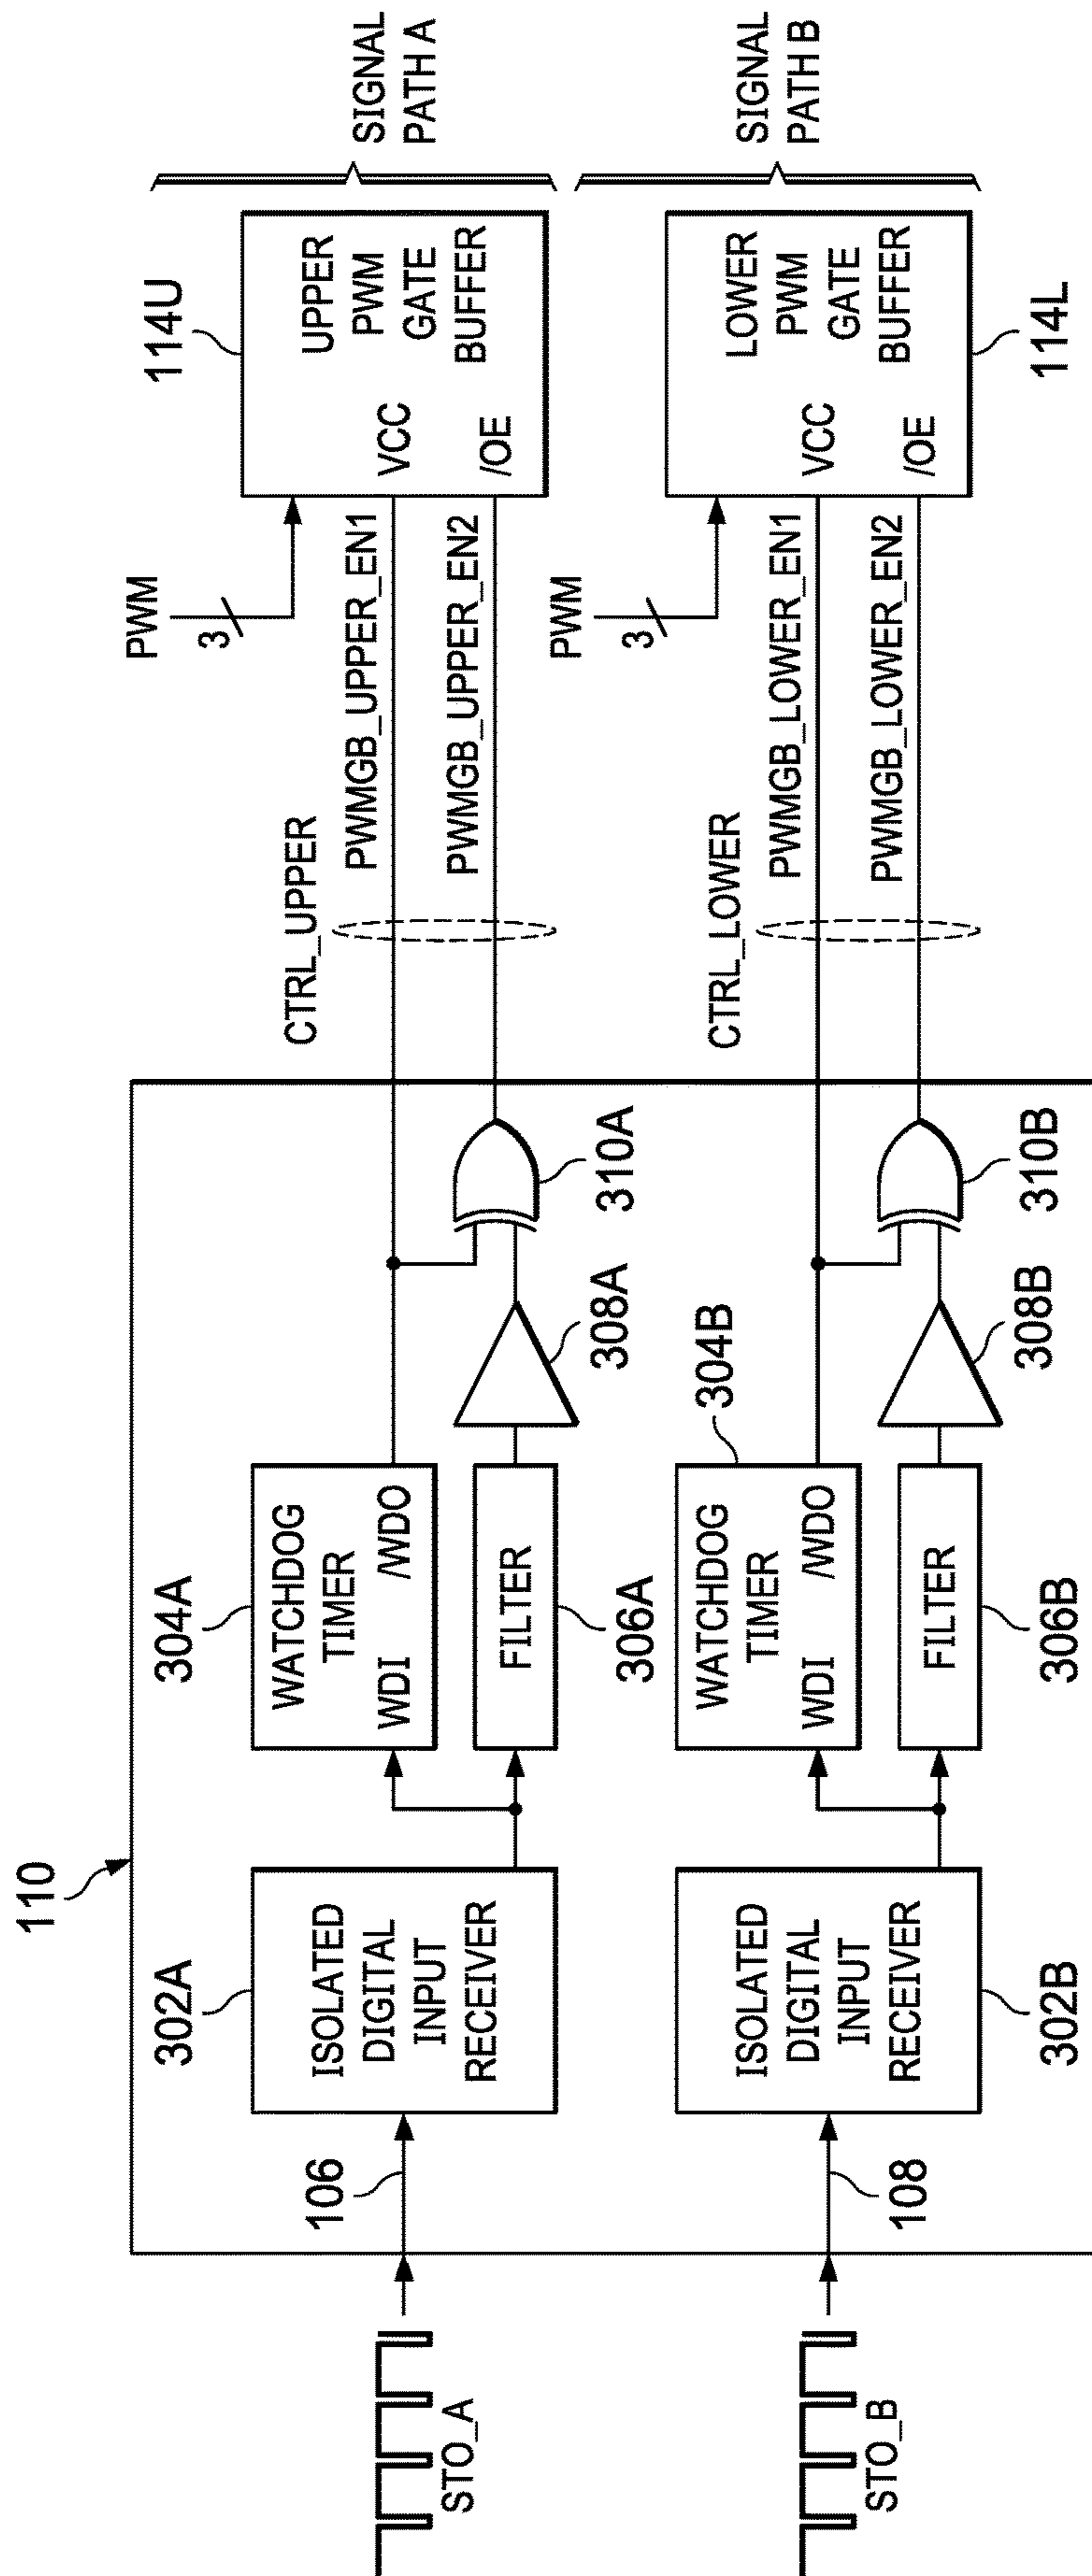 110
STO_A
106
302A
ISOLATED
DIGITAL
INPUT
RECEIVER
304A
WATCHDOG
TIMER
WDI /WDO
FILTER
306A
308A
310A
CTRL_UPPER
PWMGB_UPPER_EN1
PWMGB_UPPER_EN2
PWM
3
114U
UPPER
PWM
GATE
BUFFER
VCC
/OE
SIGNAL
PATH A
STO_B
108
ISOLATED
DIGITAL
INPUT
RECEIVER
302B
304B
WATCHDOG
TIMER
WDI /WDO
FILTER
306B
308B
310B
CTRL_LOWER
PWMGB_LOWER_EN1
PWMGB_LOWER_EN2
PWM
3
LOWER
PWM
GATE
BUFFER
VCC
/OE
114L
SIGNAL
PATH B